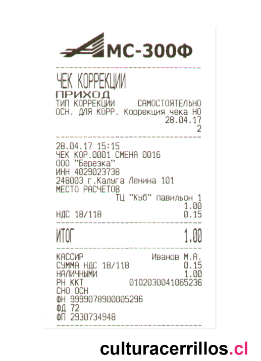 МС-300Ф
ЧЕК КОРРЕКЦИИ
ПРИХОД
ТИП КОРРЕКЦИИ САМОСТОЯТЕЛЬНО
ОСН. ДЛЯ КОРР. Коррекция чека НО
28.04.17
2
28.04.17 15:15
ЧЕК КОР.0001 СМЕНА 0016
ООО "Березка"
ИНН 4029023738
248003 г.Калуга Ленина 101
МЕСТО РАСЧЕТОВ
ТЦ "Куб" павильон 1
1.00
НДС 18/118 0.15
ИТОГ 1.00
КАССИР Иванов М.А.
СУММА НДС 18/118 0.15
НАЛИЧНЫМИ 1.00
РН ККТ 0102030041065236
СНО ОСН
ФН 9999078900005296
ФД 72
ФП 2930734948
culturacerrillos.cl